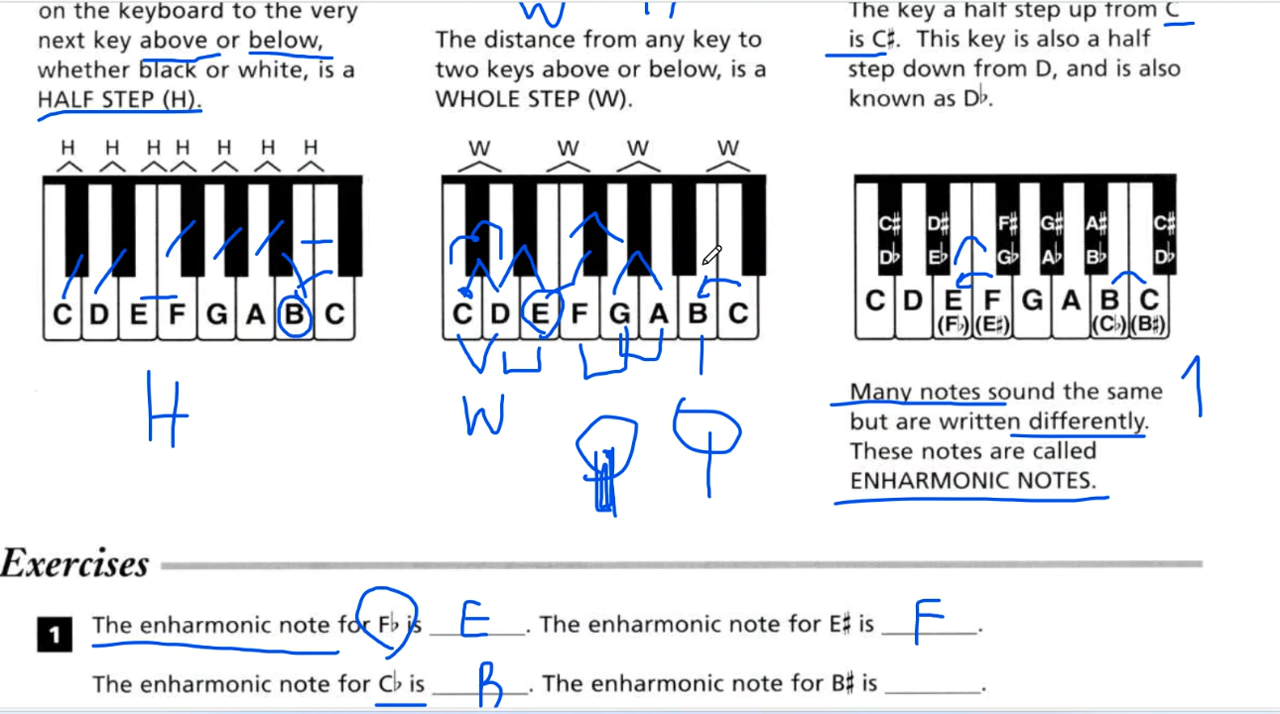 on the keyboard to the very
next key above or below,
whether black or white, is a
HALF STEP (H).
H H H H H H H
C D E F G A B C
H
W H
The distance from any key to
two keys above or below, is a
WHOLE STEP (W).
W W W W
C D E F G A B C
W
The key a half step up from C
is C♯. This key is also a half
step down from D, and is also
known as D♭.
C♯ D♯ F♯ G♯ A♯ C♯
D♭ E♭ G♭ A♭ B♭ D♭
C D E F G A B C
(F♭) (E♯) (C♭) (B♯)
Many notes sound the same
but are written differently.
These notes are called
ENHARMONIC NOTES.
1
Exercises
1 The enharmonic note for F♭ is E. The enharmonic note for E♯ is F.
The enharmonic note for C♭ is B. The enharmonic note for B♯ is ________.